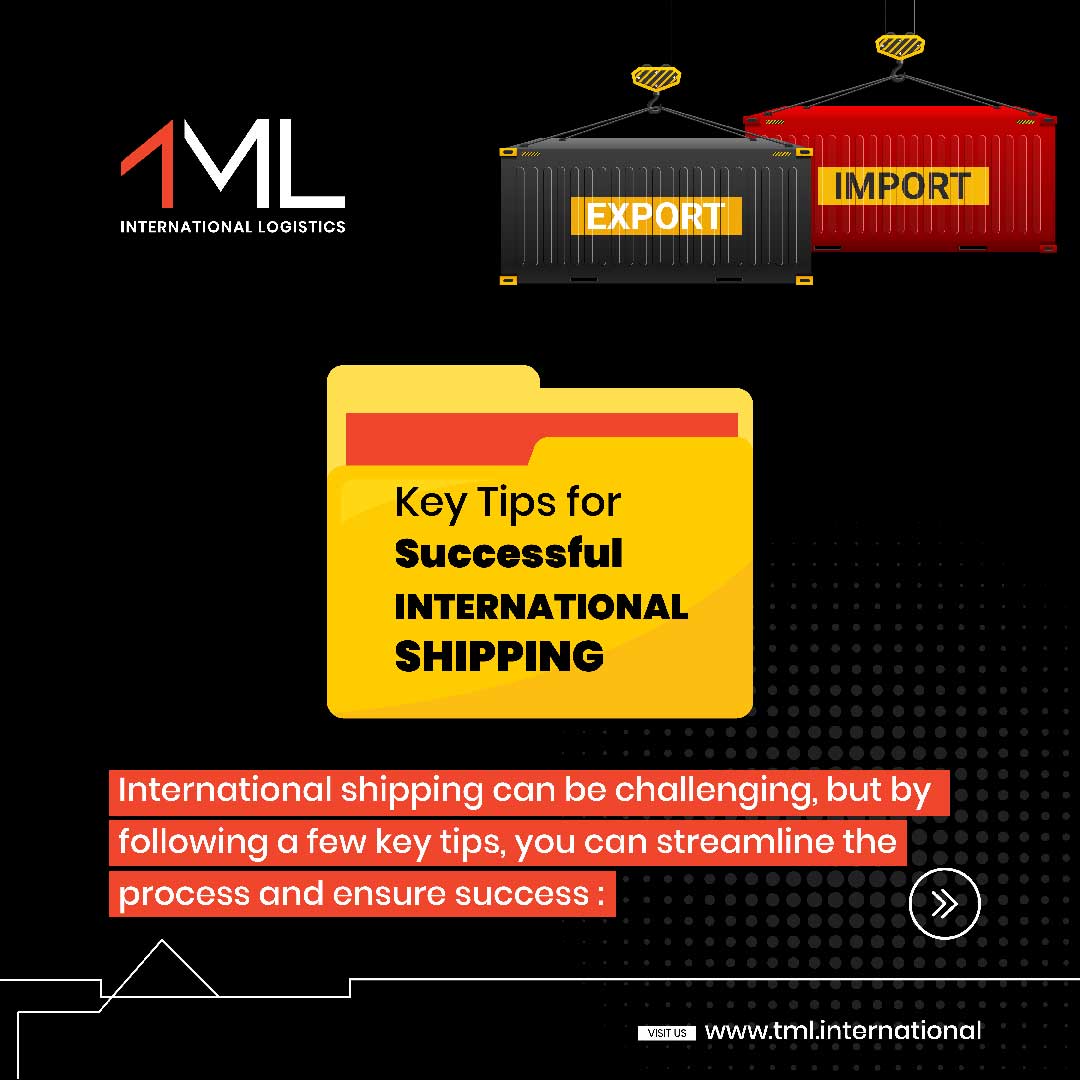 TML
INTERNATIONAL LOGISTICS
EXPORT
IMPORT
Key Tips for
Successful
INTERNATIONAL
SHIPPING
International shipping can be challenging, but by
following a few key tips, you can streamline the
process and ensure success :
VISIT US www.tml.international